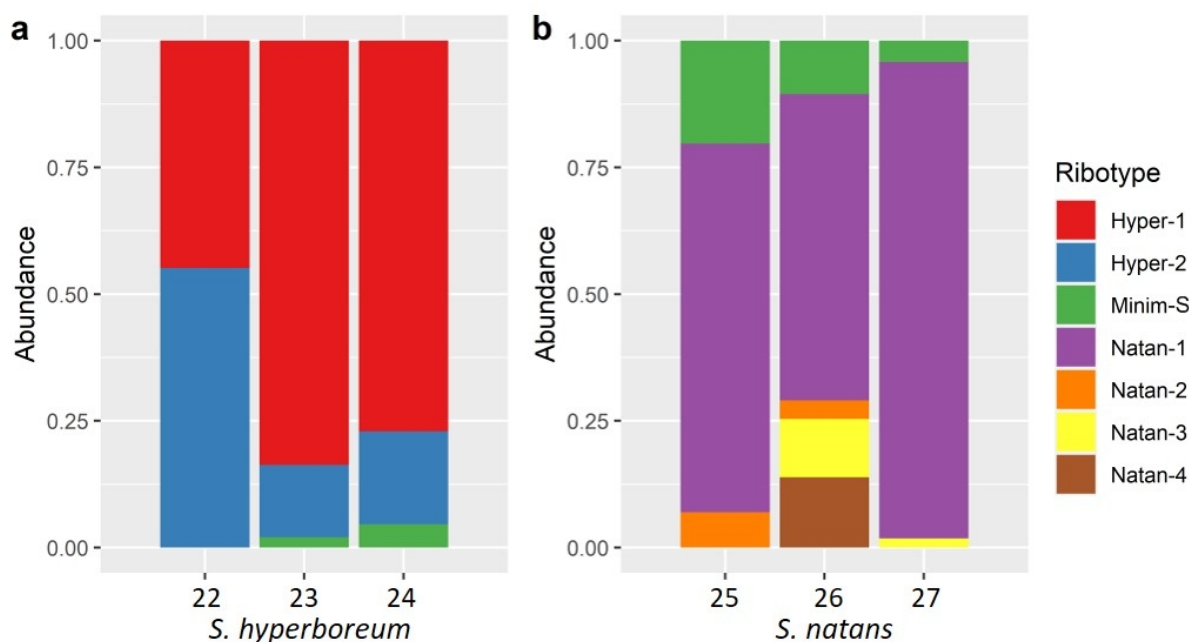 a
1.00
0.75
0.50
0.25
0.00
Abundance
22 23 24
S. hyperboreum
b
1.00
0.75
0.50
0.25
0.00
Abundance
25 26 27
S. natans
Ribotype
Hyper-1
Hyper-2
Minim-S
Natan-1
Natan-2
Natan-3
Natan-4